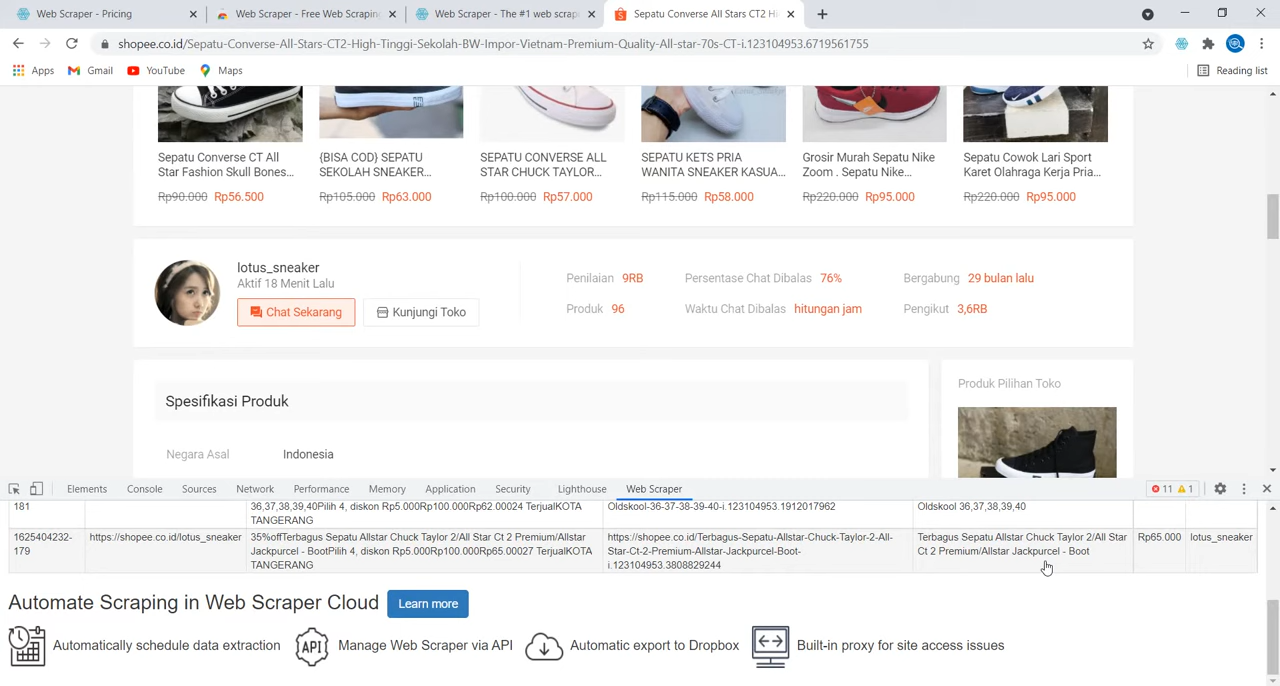 Web Scraper - Pricing
Web Scraper - Free Web Scraping
Web Scraper - The #1 web scrap
Sepatu Converse All Stars CT2 Hi
shopee.co.id/Sepatu-Converse-All-Stars-CT2-High-Tinggi-Sekolah-BW-Impor-Vietnam-Premium-Quality-All-star-70s-CT-i.123104953.6719561755
Apps Gmail YouTube Maps Reading list
Sepatu Converse CT All
Star Fashion Skull Bones...
Rp90.000 Rp56.500
{BISA COD} SEPATU
SEKOLAH SNEAKER...
Rp105.000 Rp63.000
SEPATU CONVERSE ALL
STAR CHUCK TAYLOR...
Rp100.000 Rp57.000
SEPATU KETS PRIA
WANITA SNEAKER KASUA...
Rp115.000 Rp58.000
Grosir Murah Sepatu Nike
Zoom . Sepatu Nike...
Rp220.000 Rp95.000
Sepatu Cowok Lari Sport
Karet Olahraga Kerja Pria...
Rp220.000 Rp95.000
lotus_sneaker
Aktif 18 Menit Lalu
Chat Sekarang Kunjungi Toko
Penilaian 9RB Persentase Chat Dibalas 76% Bergabung 29 bulan lalu
Produk 96 Waktu Chat Dibalas hitungan jam Pengikut 3,6RB
Spesifikasi Produk
Negara Asal Indonesia
Produk Pilihan Toko
Elements Console Sources Network Performance Memory Application Security Lighthouse Web Scraper 11 1
181
36,37,38,39,40Pilih 4, diskon Rp5.000Rp100.000Rp62.00024 TerjualKOTA
TANGERANG
Oldskool-36-37-38-39-40-i.123104953.1912017962
Oldskool 36,37,38,39,40
1625404232-
179
https://shopee.co.id/lotus_sneaker
35%offTerbagus Sepatu Allstar Chuck Taylor 2/All Star Ct 2 Premium/Allstar
Jackpurcel - BootPilih 4, diskon Rp5.000Rp100.000Rp65.00027 TerjualKOTA
TANGERANG
https://shopee.co.id/Terbagus-Sepatu-Allstar-Chuck-Taylor-2-All-
Star-Ct-2-Premium-Allstar-Jackpurcel-Boot-
i.123104953.3808829244
Terbagus Sepatu Allstar Chuck Taylor 2/All Star
Ct 2 Premium/Allstar Jackpurcel - Boot
Rp65.000
lotus_sneaker
Automate Scraping in Web Scraper Cloud Learn more
Automatically schedule data extraction
API Manage Web Scraper via API
Automatic export to Dropbox
Built-in proxy for site access issues